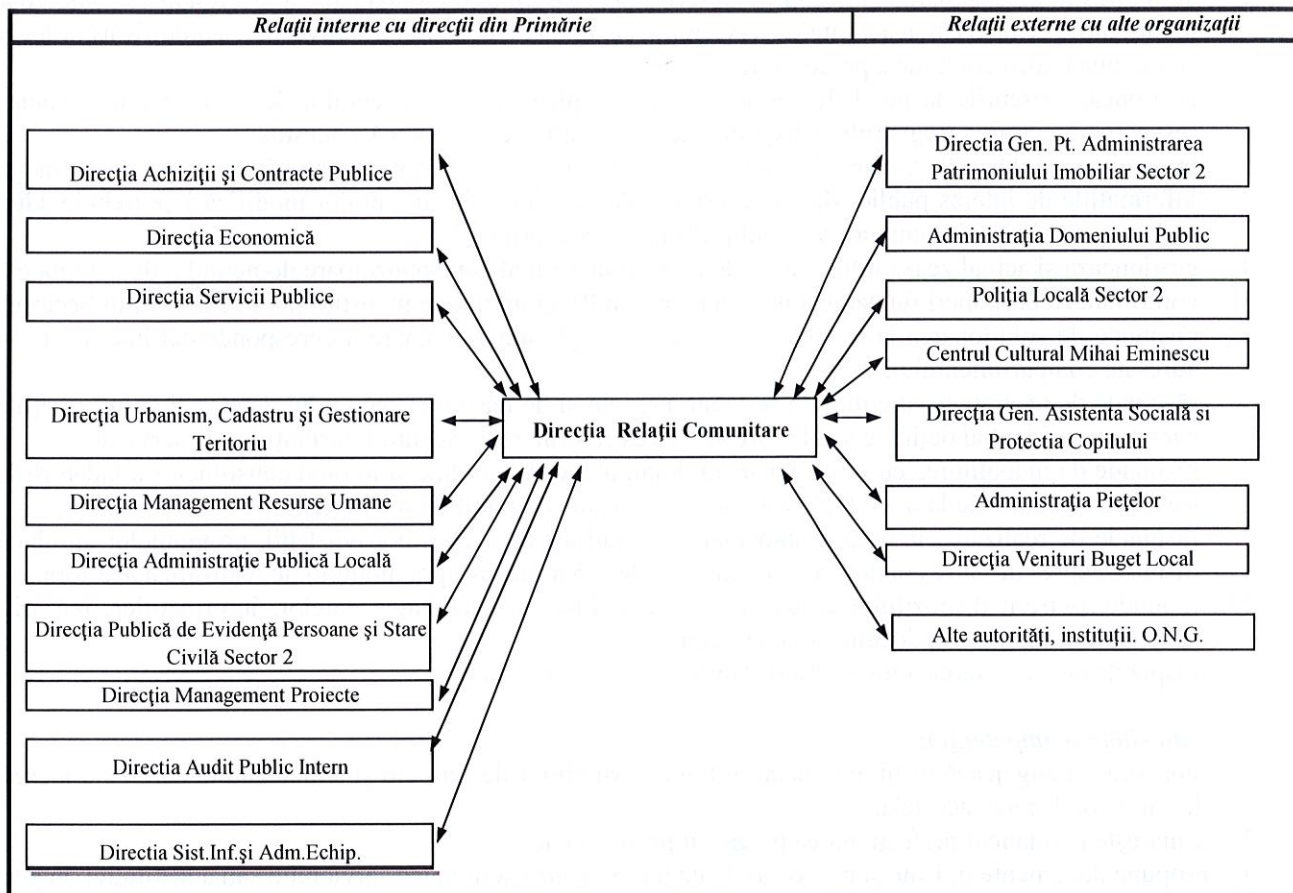 Relaţii interne cu direcţii din Primărie
Relaţii externe cu alte organizaţii
Direcţia Achiziţii şi Contracte Publice
Direcţia Economică
Direcţia Servicii Publice
Direcţia Urbanism, Cadastru şi Gestionare
Teritoriu
Direcţia Management Resurse Umane
Direcţia Administraţie Publică Locală
Direcţia Publică de Evidenţă Persoane şi Stare
Civilă Sector 2
Direcţia Management Proiecte
Directia Audit Public Intern
Directia Sist.Inf.şi Adm.Echip.
Direcţia Relaţii Comunitare
Directia Gen. Pt. Administrarea
Patrimoniului Imobiliar Sector 2
Administraţia Domeniului Public
Poliţia Locală Sector 2
Centrul Cultural Mihai Eminescu
Direcţia Gen. Asistenta Socială si
Protectia Copilului
Administraţia Pieţelor
Direcţia Venituri Buget Local
Alte autorităţi, instituţii. O.N.G.